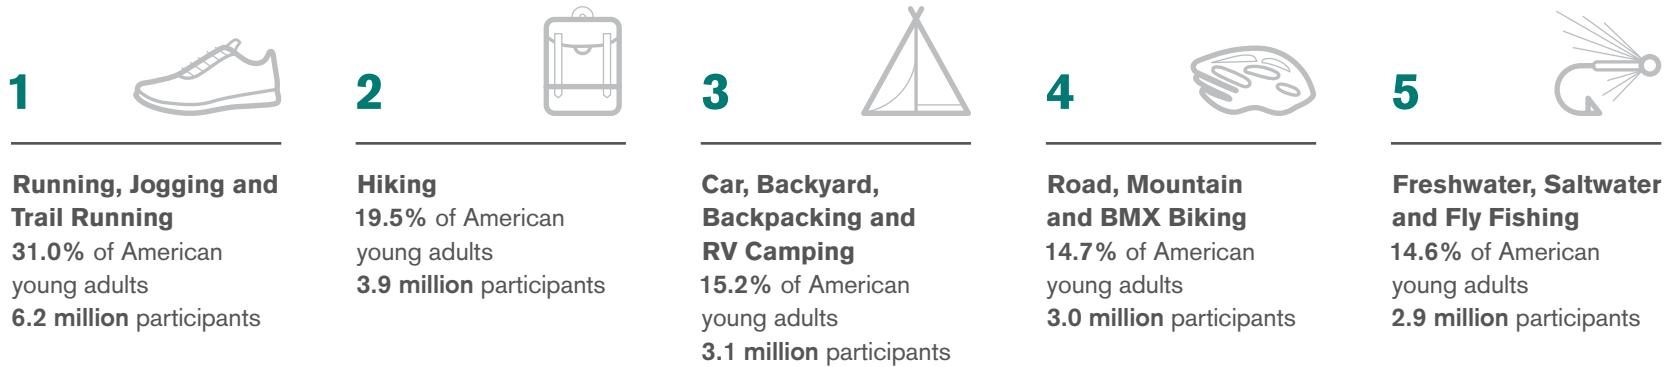 1
Running, Jogging and
Trail Running
31.0% of American
young adults
6.2 million participants
2
Hiking
19.5% of American
young adults
3.9 million participants
3
Car, Backyard,
Backpacking and
RV Camping
15.2% of American
young adults
3.1 million participants
4
Road, Mountain
and BMX Biking
14.7% of American
young adults
3.0 million participants
5
Freshwater, Saltwater
and Fly Fishing
14.6% of American
young adults
2.9 million participants